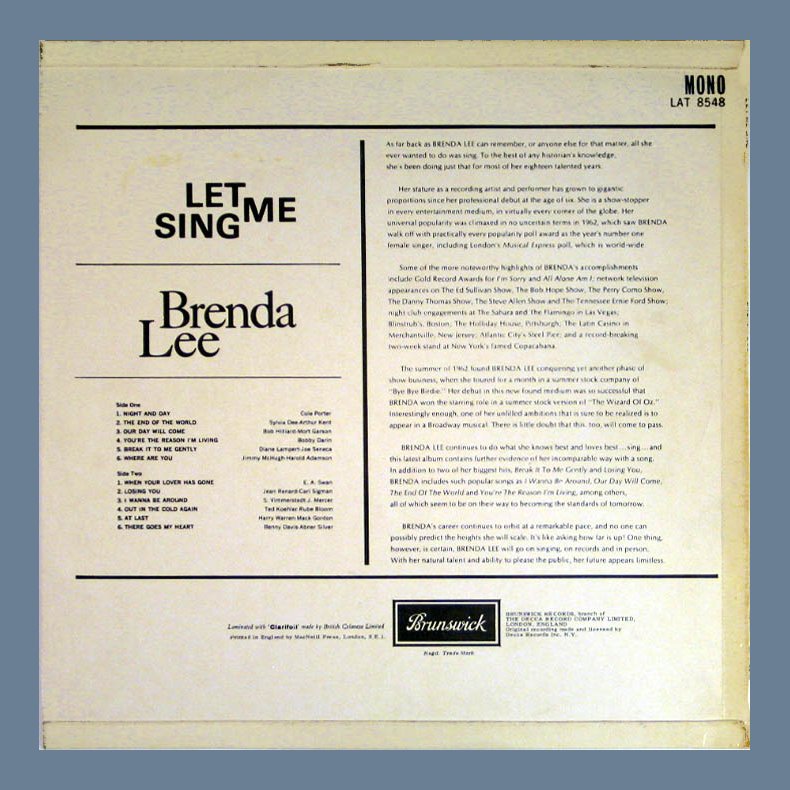 MONO
LAT 8548
LET ME
SING
Brenda
Lee
Side One
1. NIGHT AND DAY Cole Porter
2. THE END OF THE WORLD Sylvia Dee-Arthur Kent
3. OUR DAY WILL COME Bob Hilliard-Mort Garson
4. YOU'RE THE REASON I'M LIVING Bobby Darin
5. BREAK IT TO ME GENTLY Diane Lampert-Joe Seneca
6. WHERE ARE YOU Jimmy McHugh-Harold Adamson
Side Two
1. WHEN YOUR LOVER HAS GONE E. A. Swan
2. LOSING YOU Jean Renard-Carl Sigman
3. I WANNA BE AROUND S. Vimmerstedt-J. Mercer
4. OUT IN THE COLD AGAIN Ted Koehler-Rube Bloom
5. AT LAST Harry Warren-Mack Gordon
6. THERE GOES MY HEART Benny Davis-Abner Silver
As far back as BRENDA LEE can remember, or anyone else for that matter, all she
ever wanted to do was sing. To the best of any historian's knowledge,
she's been doing just that for most of her eighteen talented years.
Her stature as a recording artist and performer has grown to gigantic
proportions since her professional debut at the age of six. She is a show-stopper
in every entertainment medium, in virtually every corner of the globe. Her
universal popularity was climaxed in no uncertain terms in 1962, which saw BRENDA
walk off with practically every popularity poll award as the year's number one
female singer, including London's Musical Express poll, which is world-wide.
Some of the more noteworthy highlights of BRENDA's accomplishments
include Gold Record Awards for I'm Sorry and All Alone Am I; network television
appearances on The Ed Sullivan Show, The Bob Hope Show, The Perry Como Show,
The Danny Thomas Show, The Steve Allen Show and The Tennessee Ernie Ford Show;
night club engagements at The Sahara and The Flamingo in Las Vegas;
Blinstrub's, Boston; The Holliday House, Pittsburgh; The Latin Casino in
Merchantville, New Jersey; Atlantic City's Steel Pier; and a record-breaking
two-week stand at New York's famed Copacabana.
The summer of 1962 found BRENDA LEE conquering yet another phase of
show business, when she toured for a month in a summer stock company of
"Bye Bye Birdie." Her debut in this new found medium was so successful that
BRENDA won the starring role in a summer stock version of "The Wizard Of Oz."
Interestingly enough, one of her unfilled ambitions that is sure to be realized is to
appear in a Broadway musical. There is little doubt that this, too, will come to pass.
BRENDA LEE continues to do what she knows best and loves best...sing...and
this latest album contains further evidence of her incomparable way with a song.
In addition to two of her biggest hits, Break It To Me Gently and Losing You,
BRENDA includes such popular songs as I Wanna Be Around, Our Day Will Come,
The End Of The World and You're The Reason I'm Living, among others,
all of which seem to be on their way to becoming the standards of tomorrow.
BRENDA's career continues to orbit at a remarkable pace, and no one can
possibly predict the heights she will scale. It's like asking how far is up! One thing,
however, is certain, BRENDA LEE will go on singing, on records and in person.
With her natural talent and ability to please the public, her future appears limitless.
Laminated with 'Clarifoil' made by British Celanese Limited
Printed in England by MacNeill Press, London, S.E.1.
Brunswick
Regd. Trade Mark
BRUNSWICK RECORDS, branch of
THE DECCA RECORD COMPANY LIMITED,
LONDON, ENGLAND
Original recording made and licensed by
Decca Records Inc. N.Y.